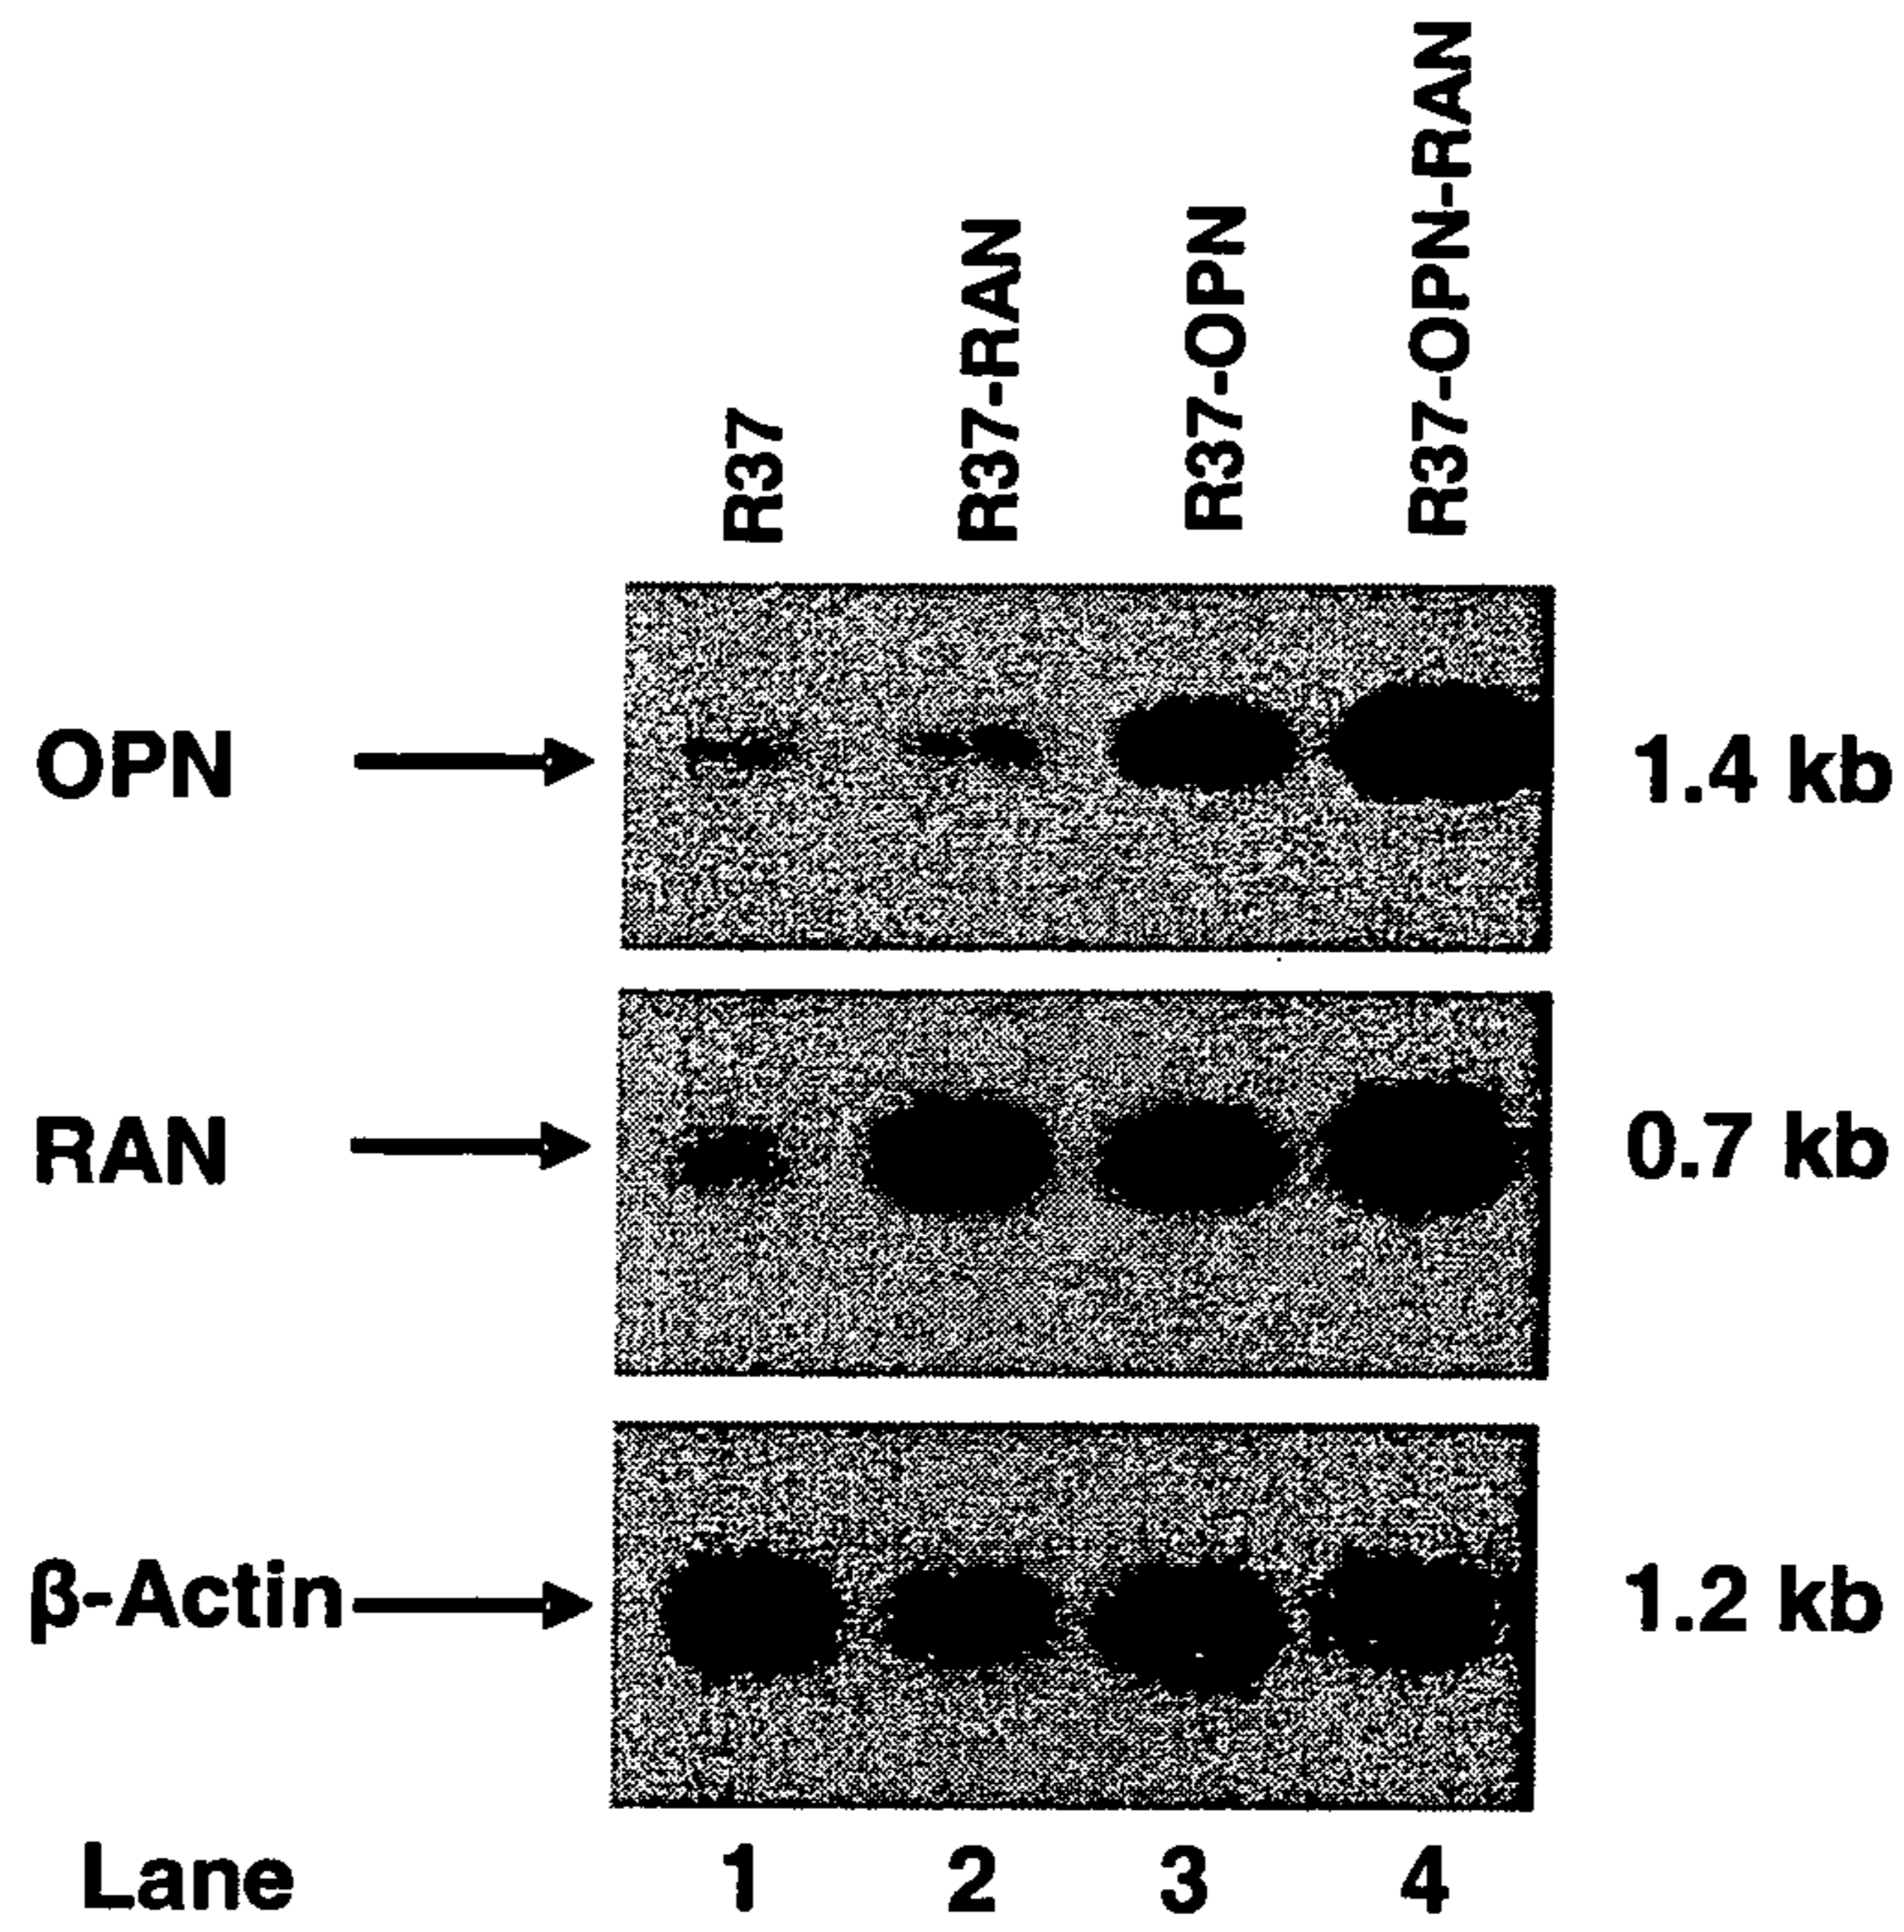 R37
R37-RAN
R37-OPN
R37-OPN-RAN
OPN 1.4 kb
RAN 0.7 kb
β-Actin 1.2 kb
Lane 1 2 3 4